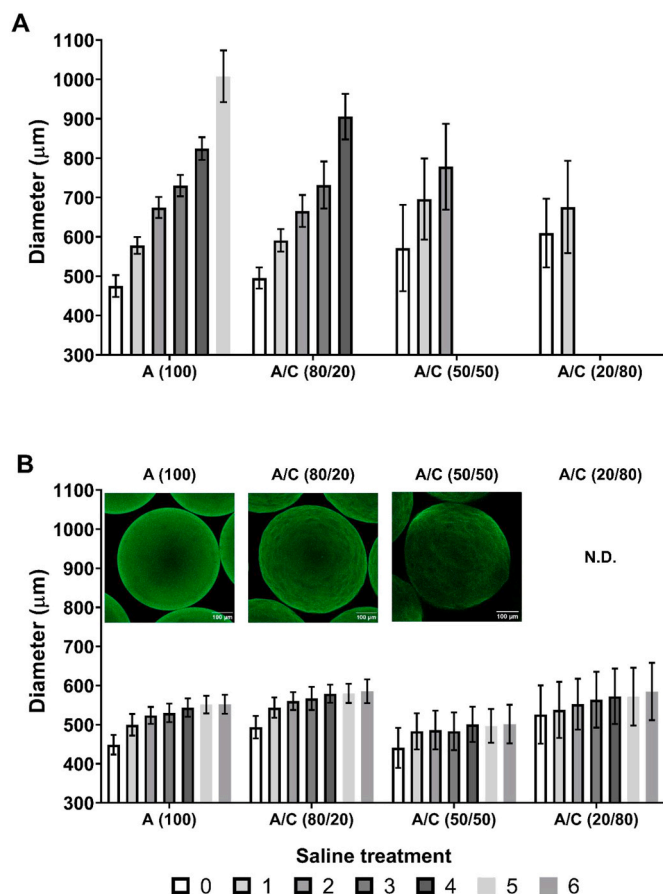 A
Diameter (μm)
1100
1000
900
800
700
600
500
400
300
A (100) A/C (80/20) A/C (50/50) A/C (20/80)
B
A (100) A/C (80/20) A/C (50/50) A/C (20/80)
Diameter (μm)
1100
1000
900
800
700
600
500
400
300
N.D.
100 μm 100 μm 100 μm
A (100) A/C (80/20) A/C (50/50) A/C (20/80)
Saline treatment
0 1 2 3 4 5 6